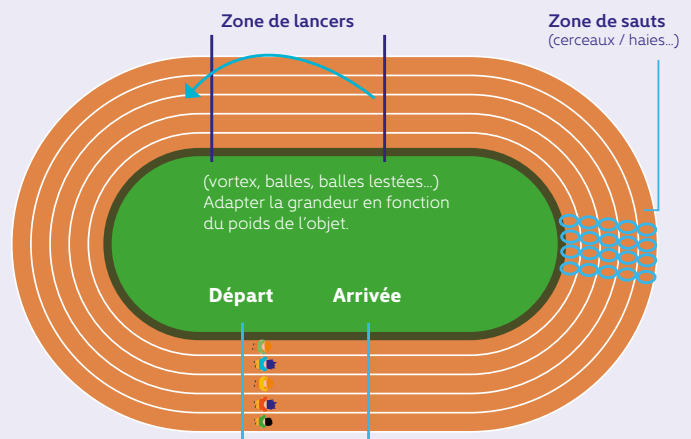 Zone de lancers
Zone de sauts
(cerceaux / haies...)
(vortex, balles, balles lestées...)
Adapter la grandeur en fonction
du poids de l'objet.
Départ
Arrivée